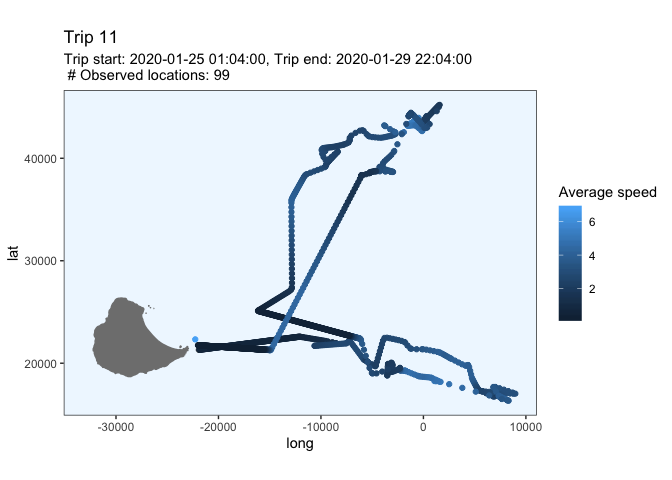 Trip 11
Trip start: 2020-01-25 01:04:00, Trip end: 2020-01-29 22:04:00
# Observed locations: 99
40000
30000
20000
lat
-30000
-20000
-10000
0
10000
long
Average speed
6
4
2